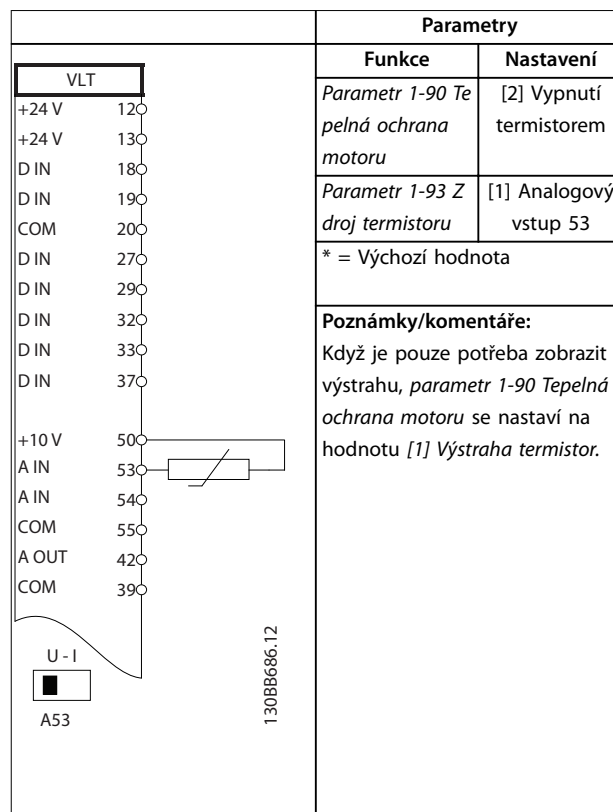 VLT
+24 V 12
+24 V 13
D IN 18
D IN 19
COM 20
D IN 27
D IN 29
D IN 32
D IN 33
D IN 37
+10 V 50
A IN 53
A IN 54
COM 55
A OUT 42
COM 39
U - I
A53
130BB686.12
Parametry
Funkce Nastavení
Parametr 1-90 Te [2] Vypnutí
pelná ochrana termistorem
motoru
Parametr 1-93 Z [1] Analogový
droj termistoru vstup 53
* = Výchozí hodnota
Poznámky/komentáře:
Když je pouze potřeba zobrazit
výstrahu, parametr 1-90 Tepelná
ochrana motoru se nastaví na
hodnotu [1] Výstraha termistor.